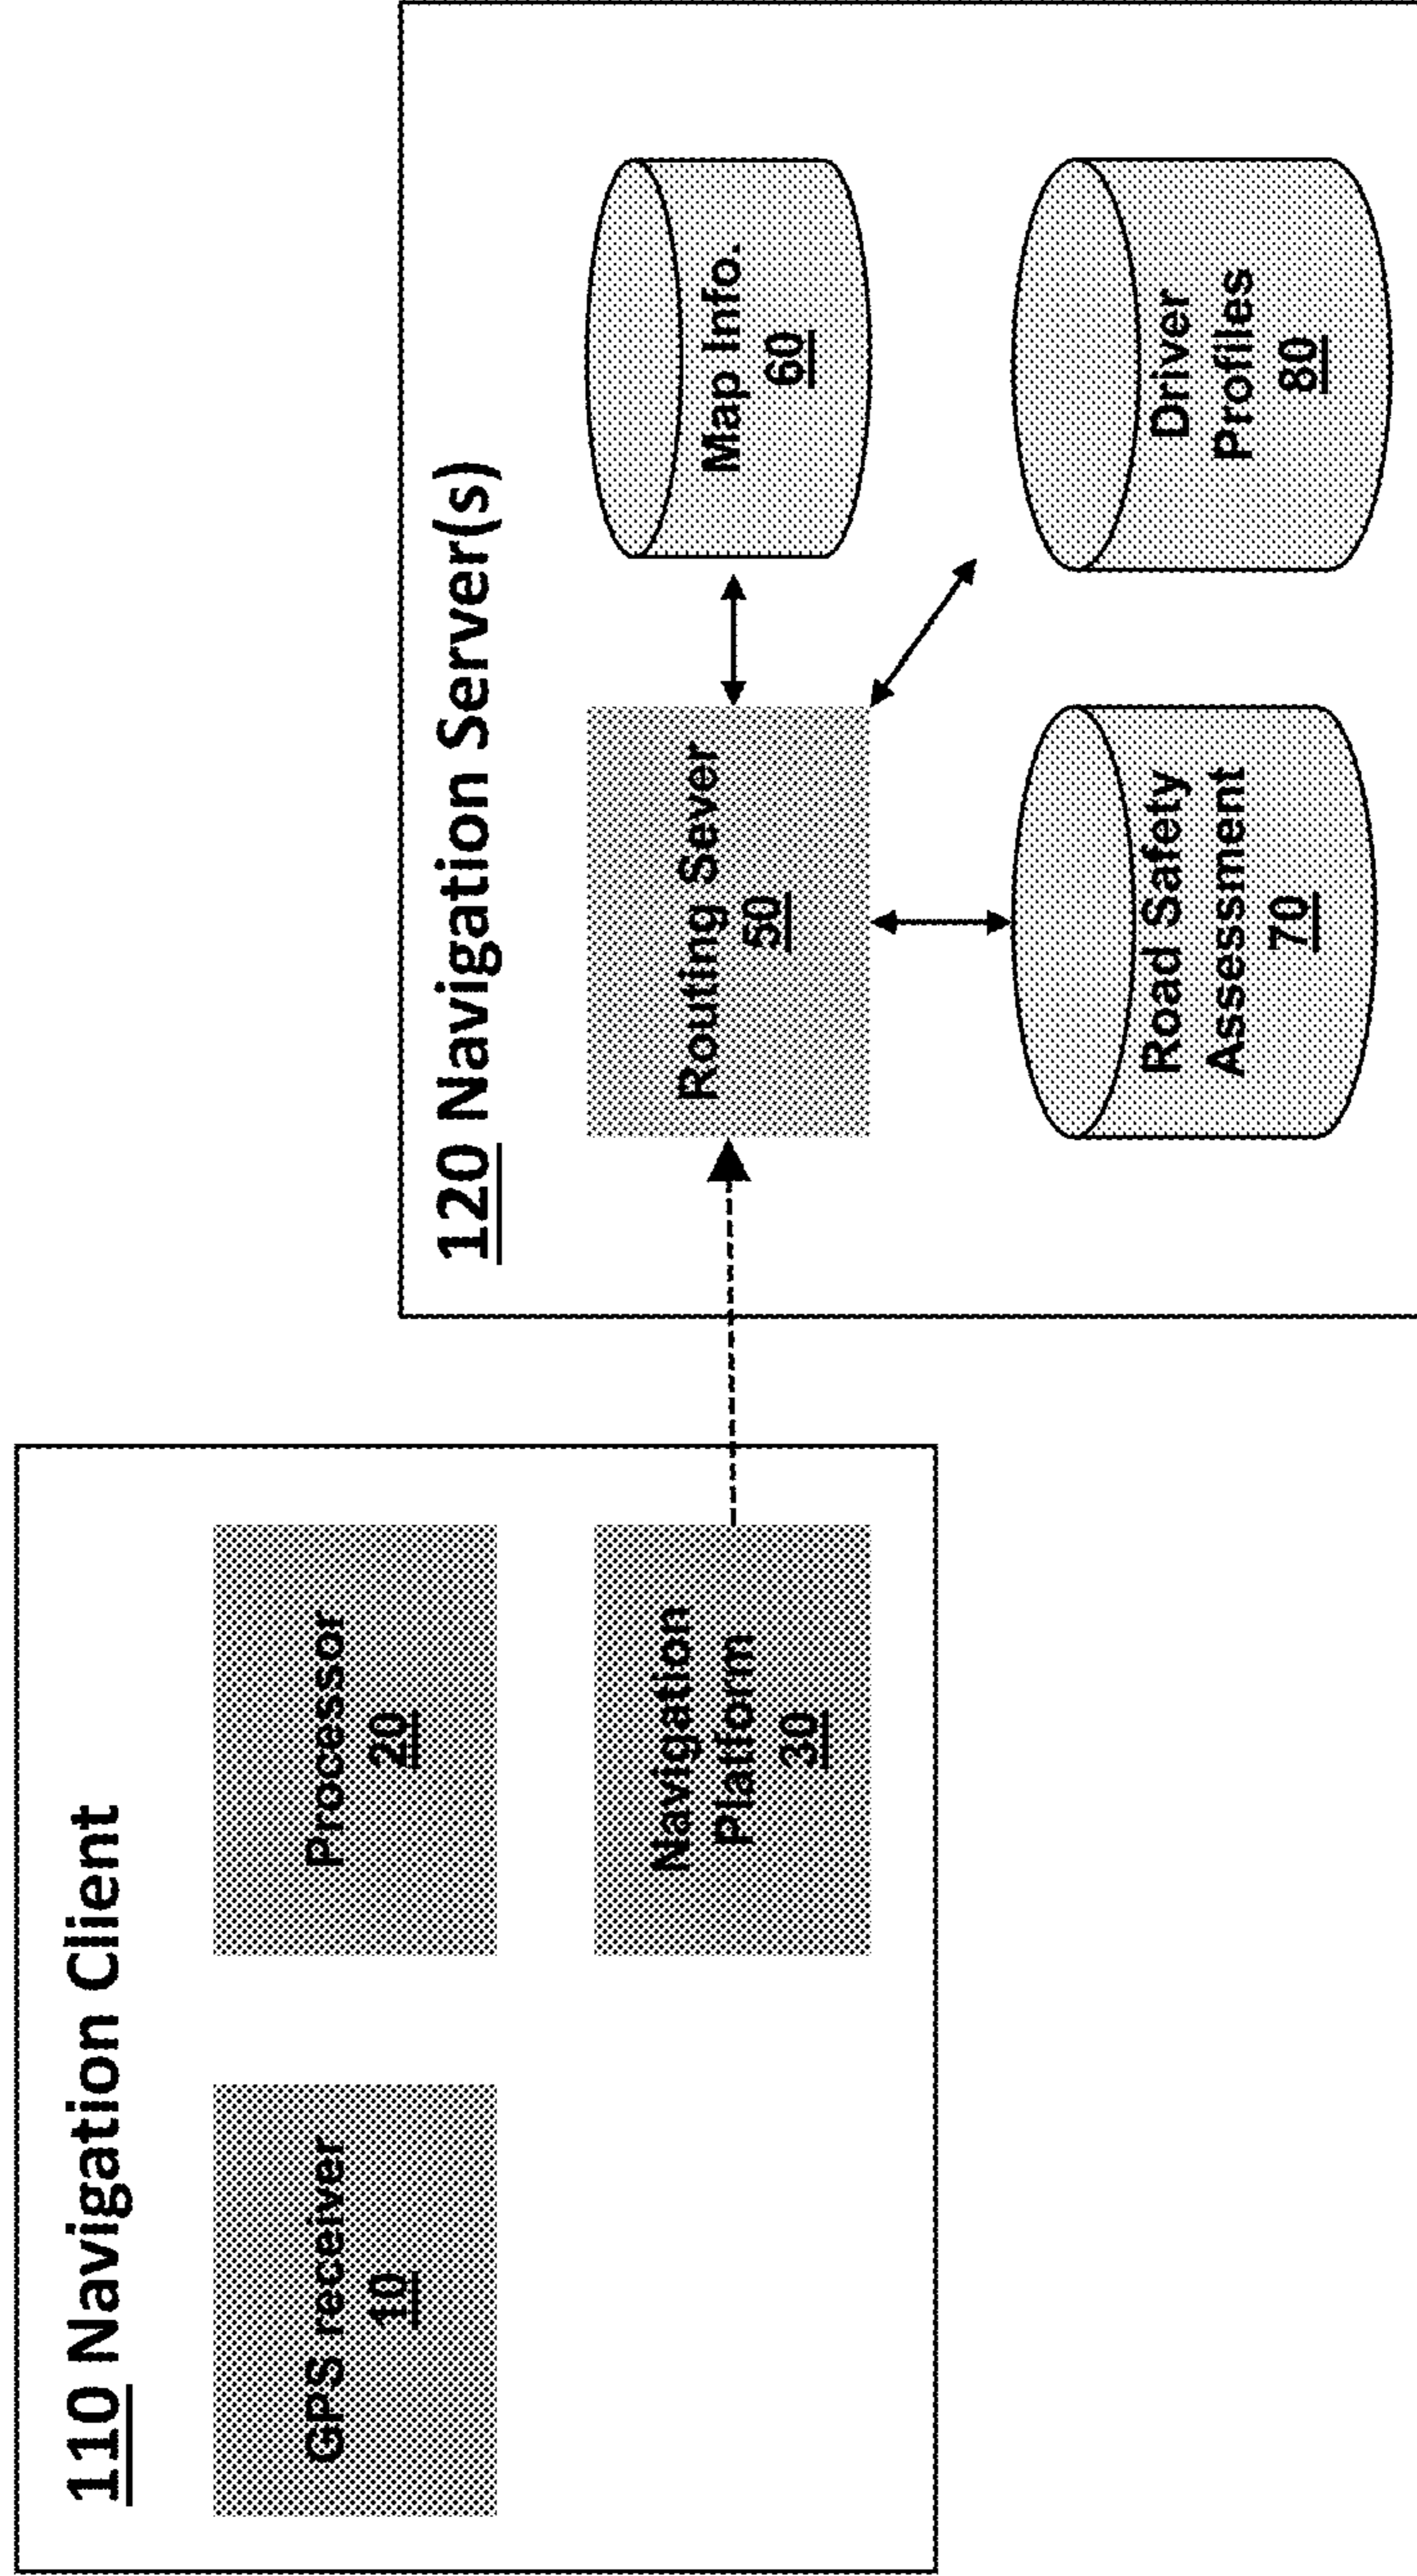 110 Navigation Client
GPS receiver
10
Processor
20
Navigation
Platform
30
120 Navigation Server(s)
Routing Sever
50
Map Info.
60
Road Safety
Assessment
70
Driver
Profiles
80